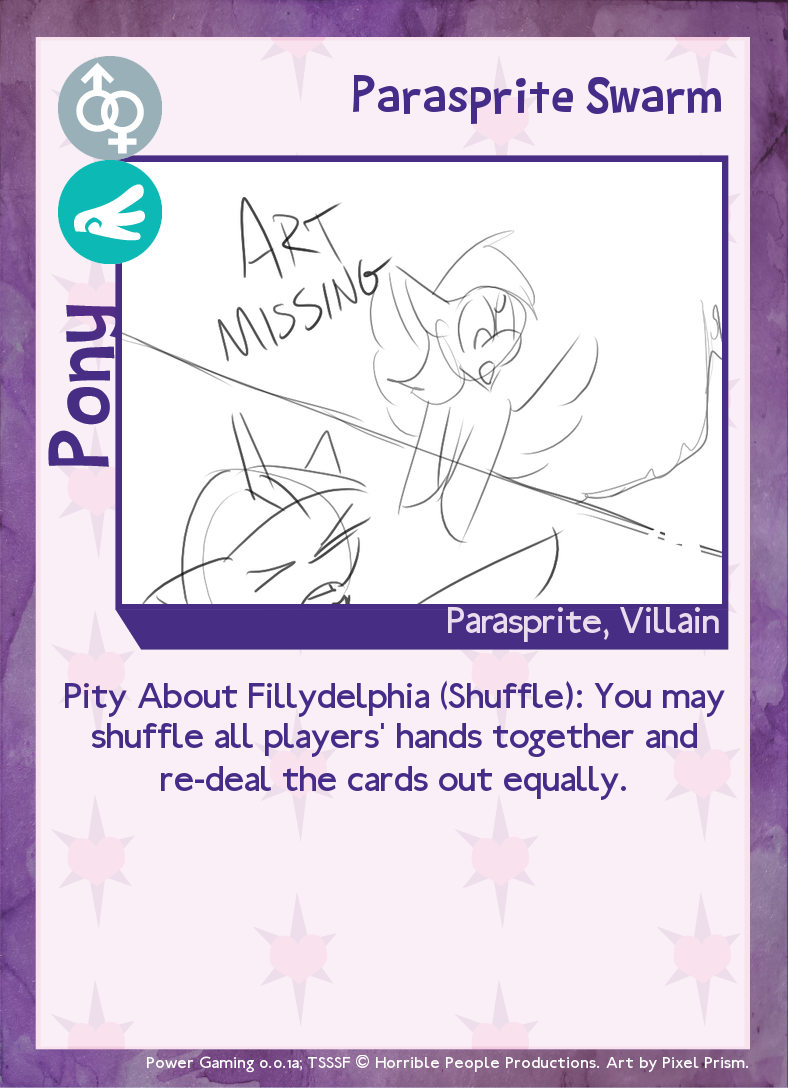 Parasprite Swarm
ART
MISSING
Pony
Parasprite, Villain
Pity About Fillydelphia (Shuffle): You may
shuffle all players' hands together and
re-deal the cards out equally.
Power Gaming 0.0.1a; TSSSF © Horrible People Productions. Art by Pixel Prism.